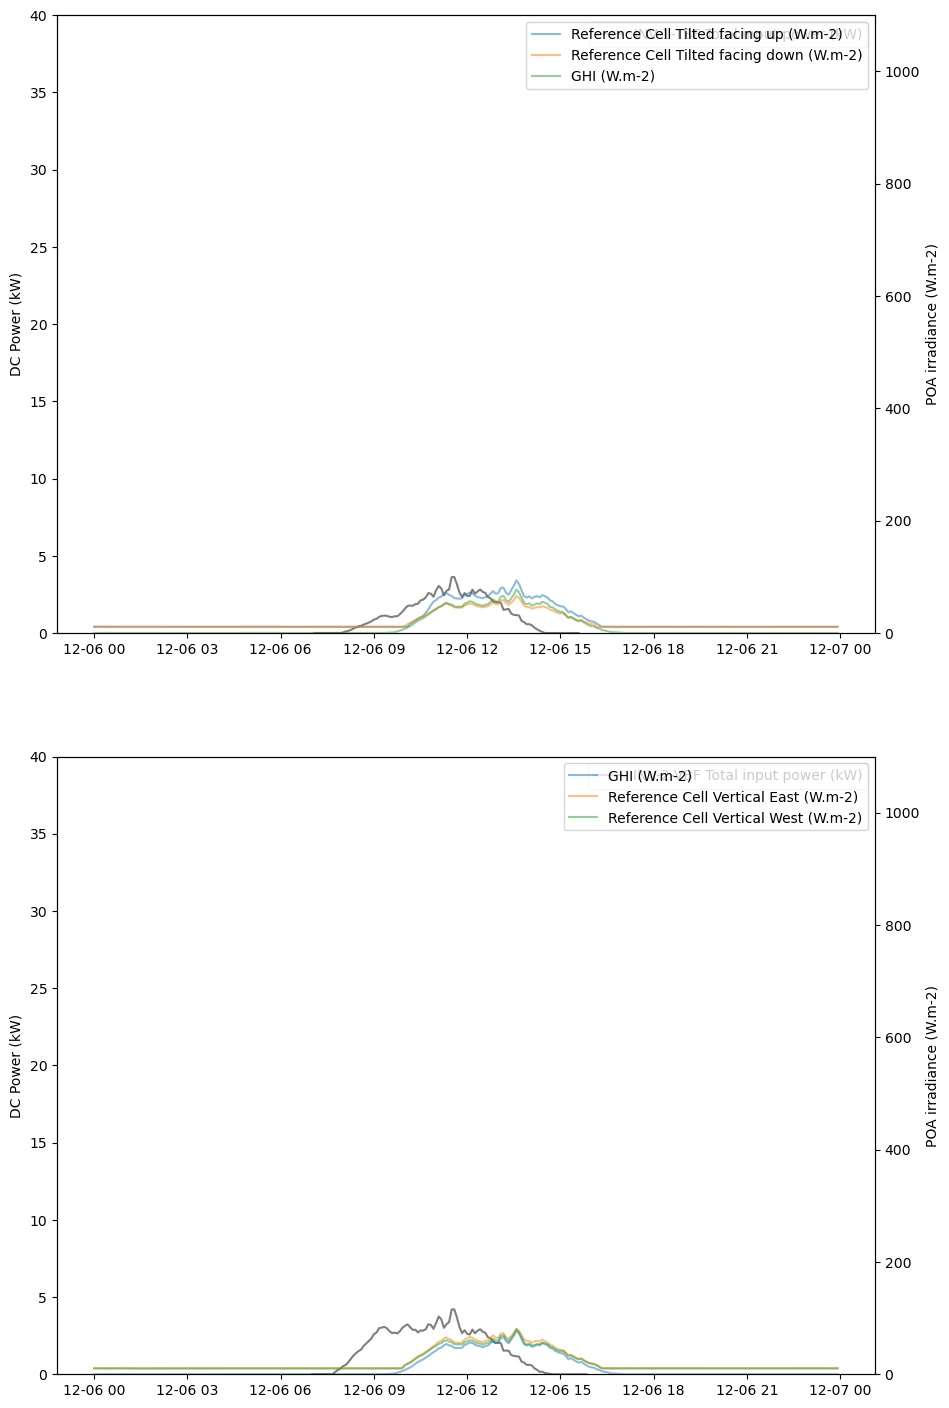 40
35
30
25
20
15
10
5
0
DC Power (kW)
Reference Cell Tilted facing up (W.m-2)
Reference Cell Tilted facing down (W.m-2)
GHI (W.m-2)
1000
800
600
400
200
0
POA irradiance (W.m-2)
12-06 00 12-06 03 12-06 06 12-06 09 12-06 12 12-06 15 12-06 18 12-06 21 12-07 00
40
35
30
25
20
15
10
5
0
DC Power (kW)
GHI (W.m-2) Total input power (kW)
Reference Cell Vertical East (W.m-2)
Reference Cell Vertical West (W.m-2)
1000
800
600
400
200
0
POA irradiance (W.m-2)
12-06 00 12-06 03 12-06 06 12-06 09 12-06 12 12-06 15 12-06 18 12-06 21 12-07 00